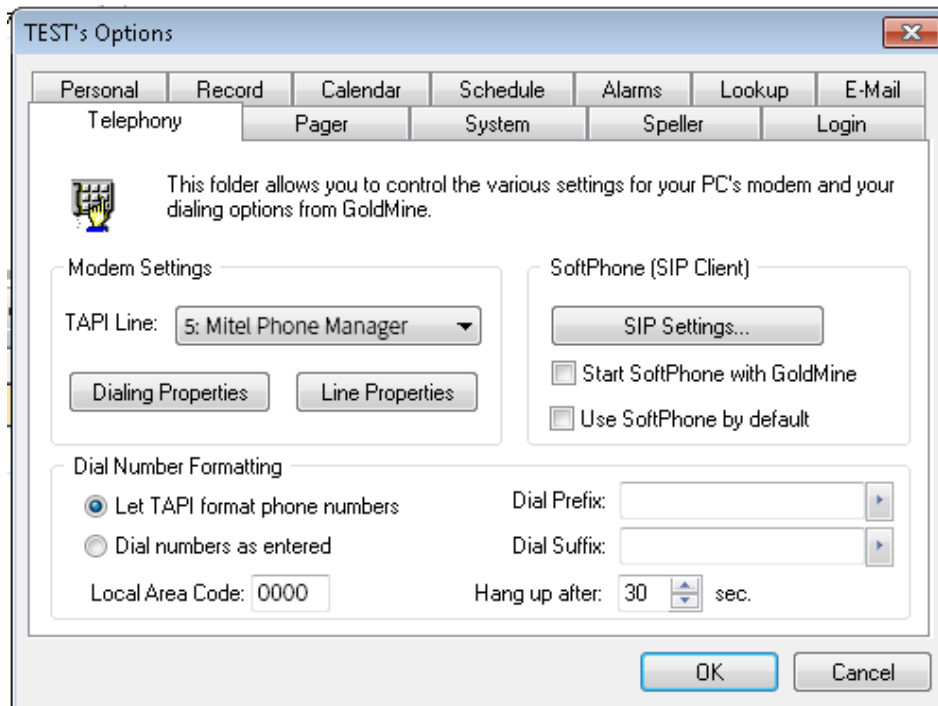 TEST's Options
Personal Record Calendar Schedule Alarms Lookup E-Mail
Telephony Pager System Speller Login
This folder allows you to control the various settings for your PC's modem and your
dialing options from GoldMine.
Modem Settings
TAPI Line: 5: Mitel Phone Manager
Dialing Properties Line Properties
SoftPhone (SIP Client)
SIP Settings...
Start SoftPhone with GoldMine
Use SoftPhone by default
Dial Number Formatting
Let TAPI format phone numbers
Dial numbers as entered
Local Area Code: 0000
Dial Prefix:
Dial Suffix:
Hang up after: 30 sec.
OK Cancel